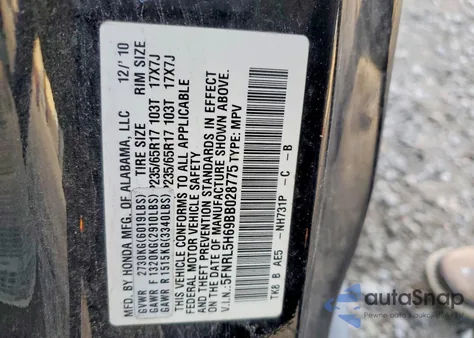 MFD. BY HONDA MFG. OF ALABAMA, LLC 12/'10
GVWR 2730KG(6019LBS) TIRE SIZE RIM SIZE
GAWR F 1320KG(2910LBS) P235/65R17 103T 17X7J
GAWR R 1515KG(3340LBS) P235/65R17 103T 17X7J
THIS VEHICLE CONFORMS TO ALL APPLICABLE
FEDERAL MOTOR VEHICLE SAFETY
AND THEFT PREVENTION STANDARDS IN EFFECT
ON THE DATE OF MANUFACTURE SHOWN ABOVE.
V.I.N.: 5FNRL5H69BB028775 TYPE: MPV
TK8 B AE5 -NH731P -C -B
autoSnap